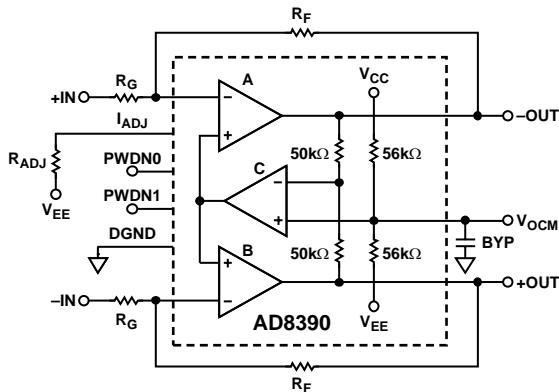 R_F
R_G
A
V_CC
+IN
–
–OUT
I_ADJ
+
R_ADJ
50kΩ
56kΩ
PWDN0
C
V_EE
–
PWDN1
+
V_OCM
DGND
B
50kΩ
56kΩ
BYP
+
+OUT
–IN
–
V_EE
R_G
AD8390
R_F